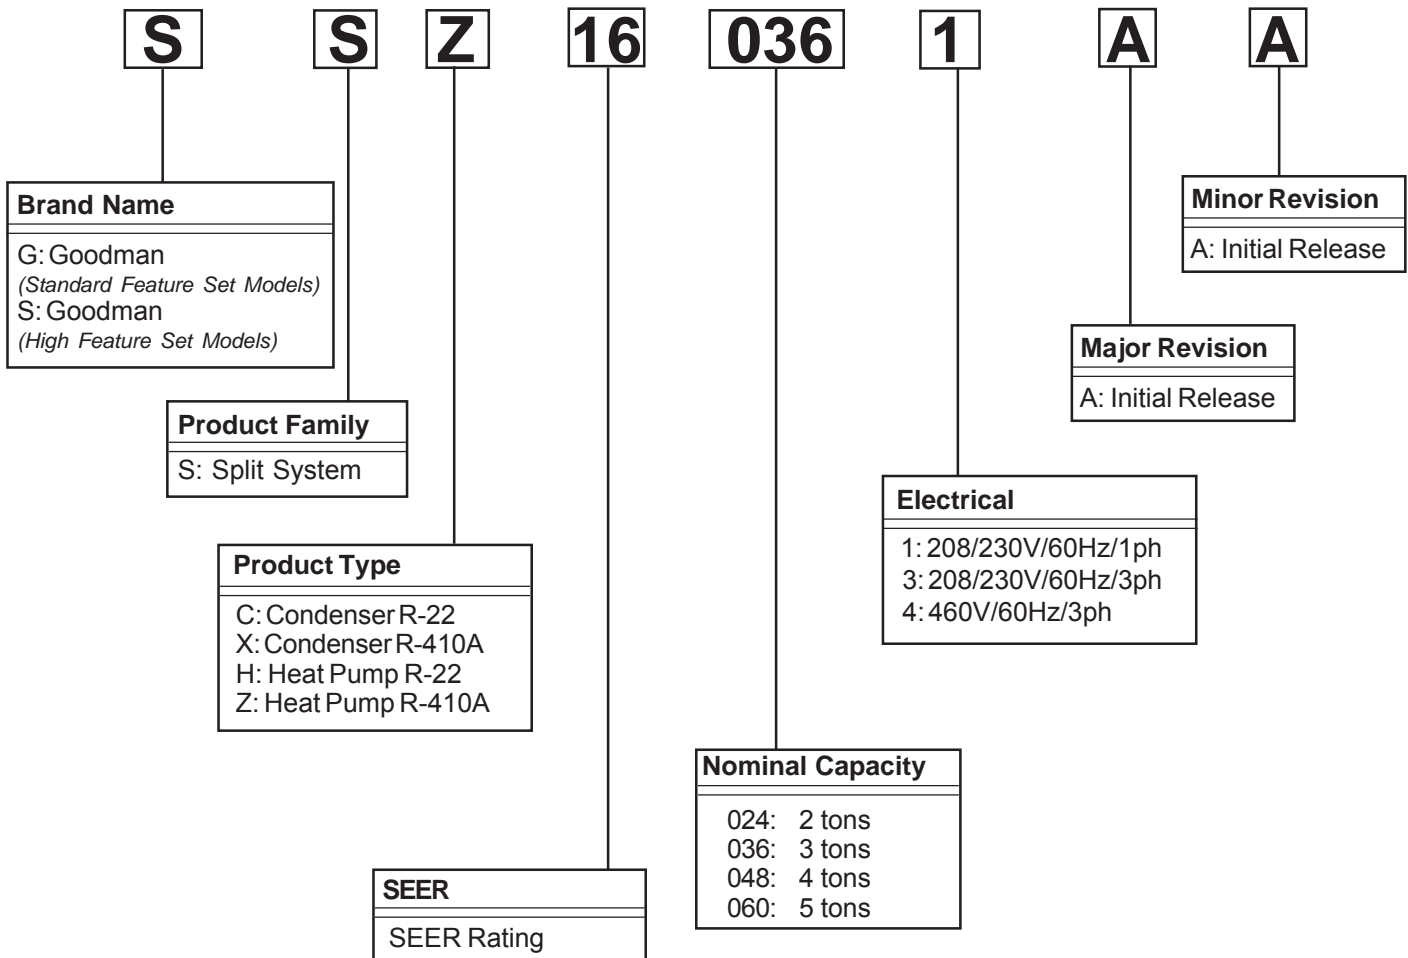 S S Z 16 036 1 A A
Brand Name
G: Goodman
(Standard Feature Set Models)
S: Goodman
(High Feature Set Models)
Product Family
S: Split System
Product Type
C: Condenser R-22
X: Condenser R-410A
H: Heat Pump R-22
Z: Heat Pump R-410A
SEER
SEER Rating
Nominal Capacity
024: 2 tons
036: 3 tons
048: 4 tons
060: 5 tons
Electrical
1: 208/230V/60Hz/1ph
3: 208/230V/60Hz/3ph
4: 460V/60Hz/3ph
Major Revision
A: Initial Release
Minor Revision
A: Initial Release